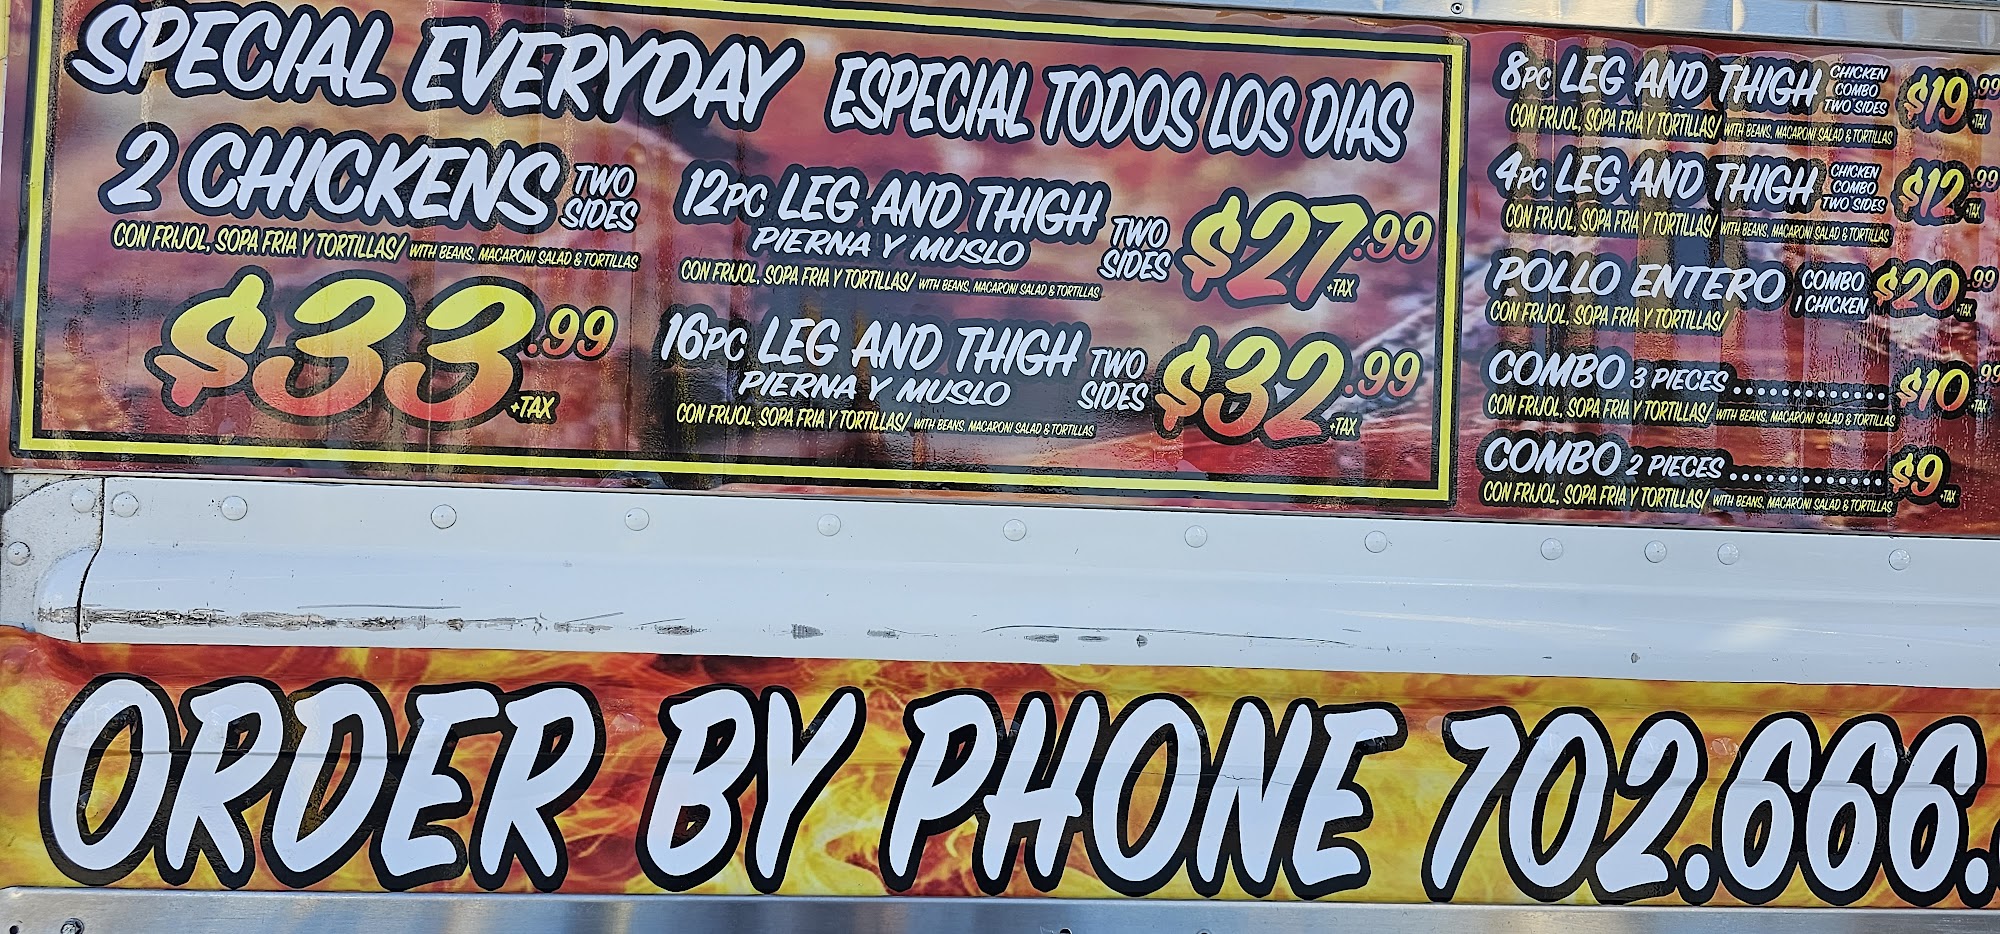 SPECIAL EVERYDAY
ESPECIAL TODOS LOS DIAS
2 CHICKENS TWO SIDES
CON FRIJOL, SOPA FRIA Y TORTILLAS/ WITH BEANS, MACARONI SALAD & TORTILLAS
$33.99
+TAX
12PC LEG AND THIGH TWO SIDES $27.99
PIERNA Y MUSLO
CON FRIJOL, SOPA FRIA Y TORTILLAS/ WITH BEANS, MACARONI SALAD & TORTILLAS
+TAX
16PC LEG AND THIGH TWO SIDES $32.99
PIERNA Y MUSLO
CON FRIJOL, SOPA FRIA Y TORTILLAS/ WITH BEANS, MACARONI SALAD & TORTILLAS
+TAX
8PC LEG AND THIGH CHICKEN COMBO TWO SIDES $19.99
CON FRIJOL, SOPA FRIA Y TORTILLAS/ WITH BEANS, MACARONI SALAD & TORTILLAS
+TAX
4PC LEG AND THIGH CHICKEN COMBO TWO SIDES $12.99
CON FRIJOL, SOPA FRIA Y TORTILLAS/ WITH BEANS, MACARONI SALAD & TORTILLAS
+TAX
POLLO ENTERO COMBO 1 CHICKEN $20.99
CON FRIJOL, SOPA FRIA Y TORTILLAS/
+TAX
COMBO 3 PIECES .................. $10.99
CON FRIJOL, SOPA FRIA Y TORTILLAS/ WITH BEANS, MACARONI SALAD & TORTILLAS
+TAX
COMBO 2 PIECES .................. $9
CON FRIJOL, SOPA FRIA Y TORTILLAS/ WITH BEANS, MACARONI SALAD & TORTILLAS
+TAX
ORDER BY PHONE 702.666.